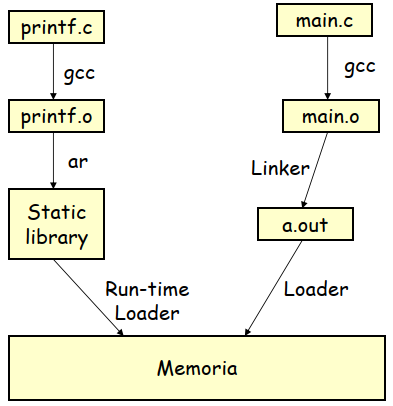 printf.c
main.c
gcc
gcc
printf.o
main.o
ar
Linker
Static
library
a.out
Run-time
Loader
Loader
Memoria